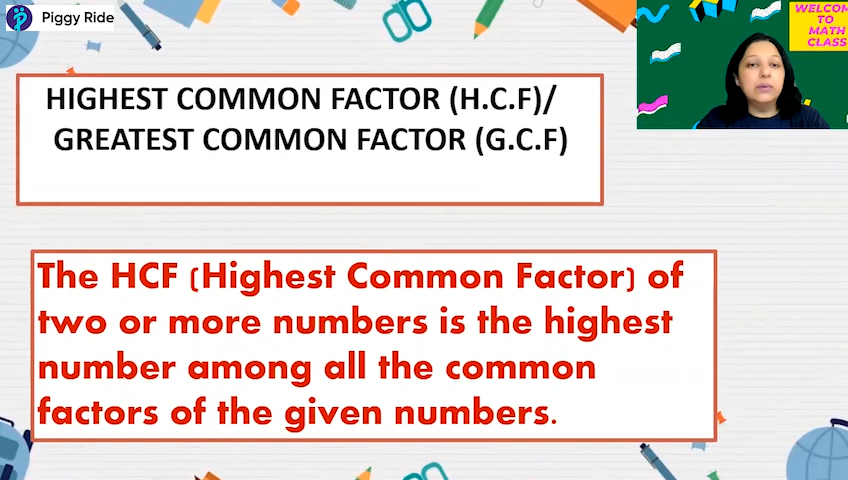 Piggy Ride
WELCOM
TO
MATH
CLASS
HIGHEST COMMON FACTOR (H.C.F)/
GREATEST COMMON FACTOR (G.C.F)
The HCF (Highest Common Factor) of
two or more numbers is the highest
number among all the common
factors of the given numbers.